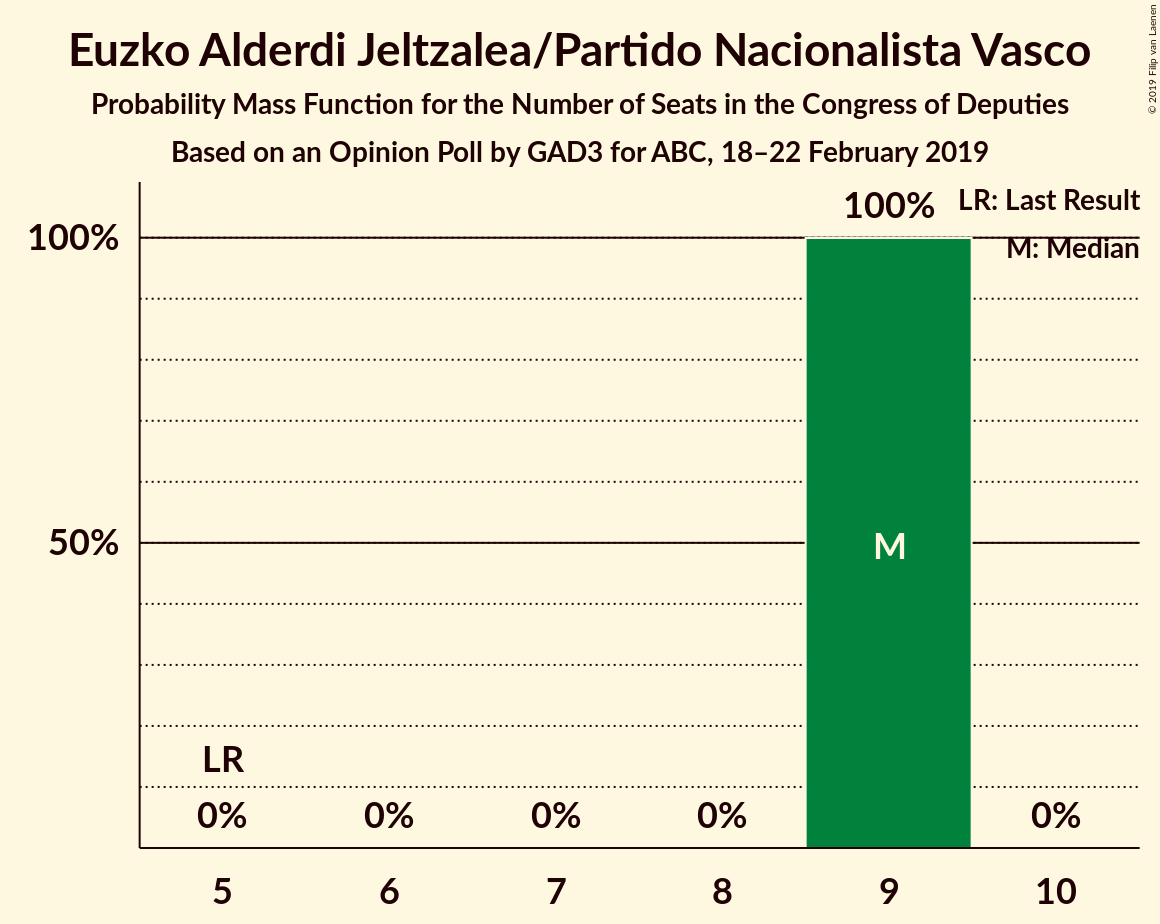 Euzko Alderdi Jeltzalea/Partido Nacionalista Vasco
Probability Mass Function for the Number of Seats in the Congress of Deputies
Based on an Opinion Poll by GAD3 for ABC, 18–22 February 2019
© 2019 Filip van Laenen
LR: Last Result
M: Median
100%
100%
50%
M
LR
0% 0% 0% 0% 0%
5 6 7 8 9 10